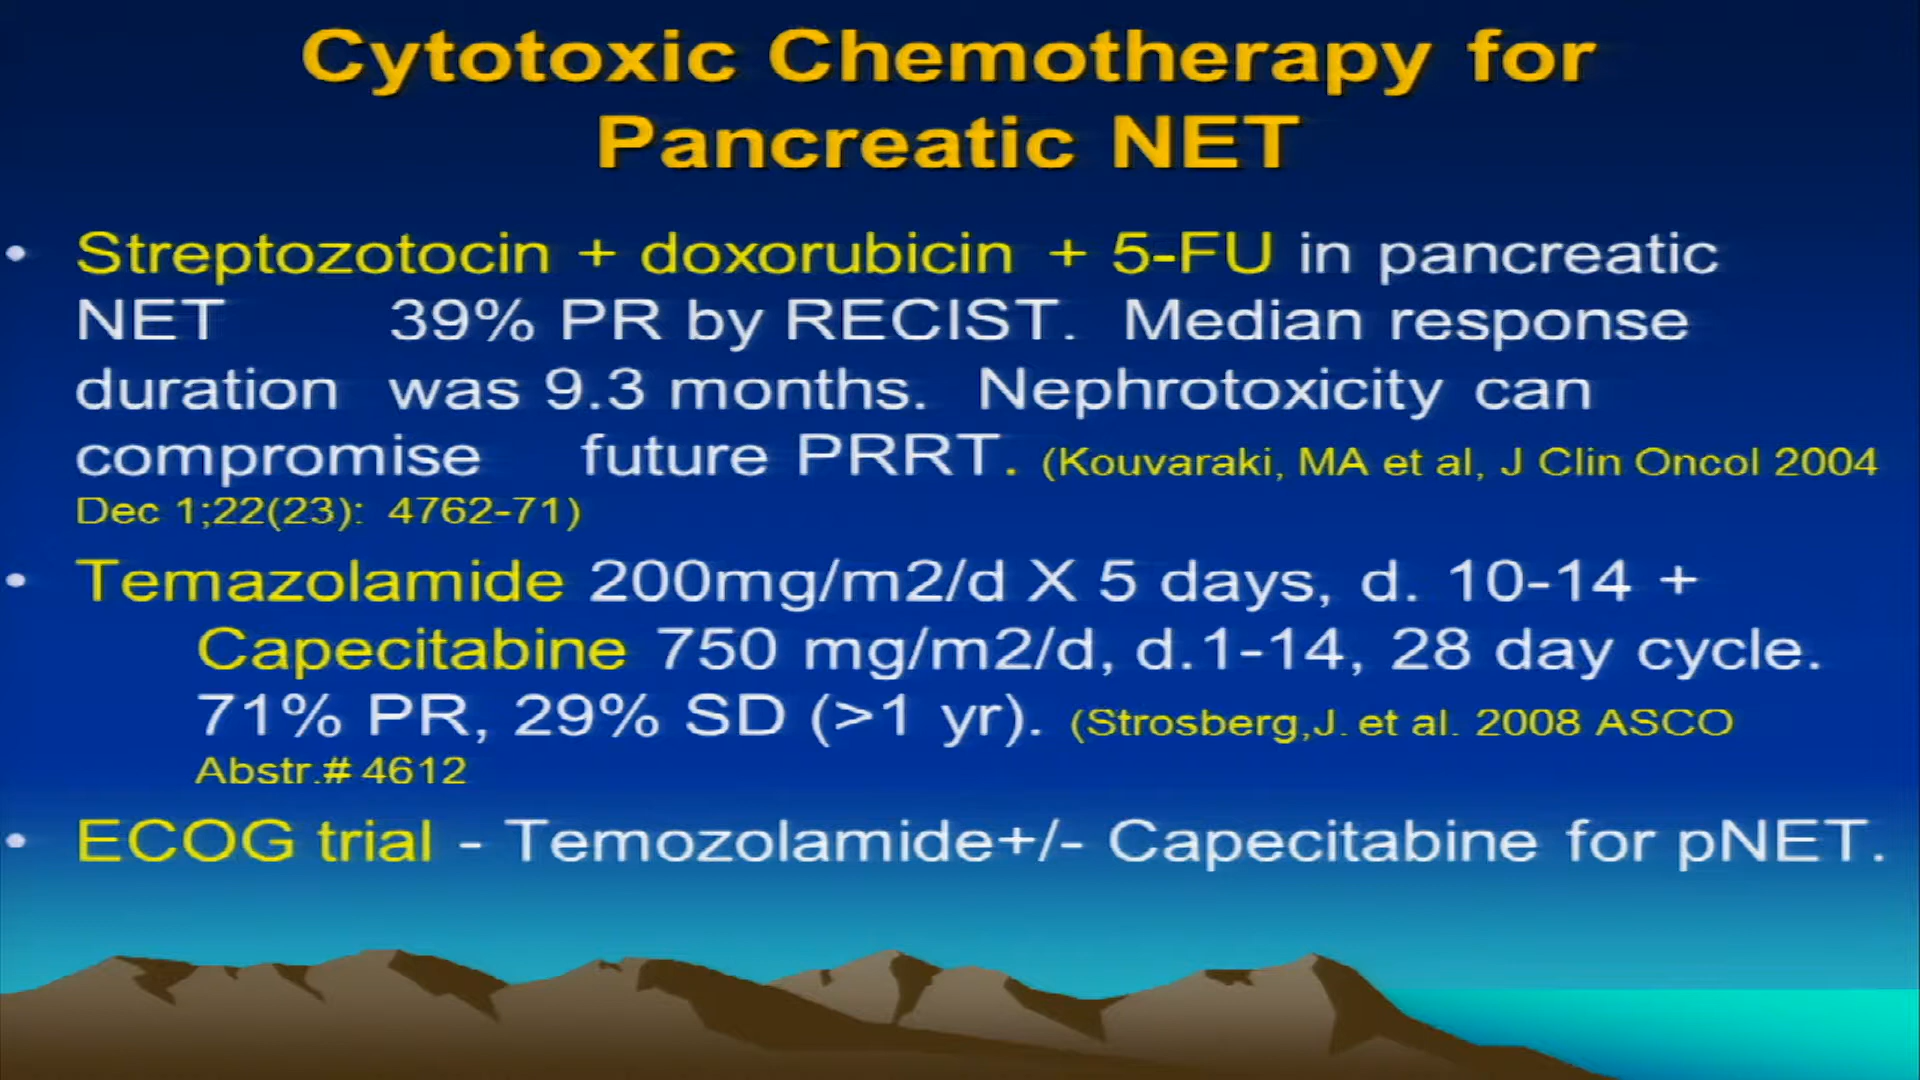 Cytotoxic Chemotherapy for
Pancreatic NET
• Streptozotocin + doxorubicin + 5-FU in pancreatic
NET 39% PR by RECIST. Median response
duration was 9.3 months. Nephrotoxicity can
compromise future PRRT. (Kouvaraki, MA et al, J Clin Oncol 2004
Dec 1;22(23): 4762-71)
• Temazolamide 200mg/m2/d X 5 days, d. 10-14 +
Capecitabine 750 mg/m2/d, d.1-14, 28 day cycle.
71% PR, 29% SD (>1 yr). (Strosberg,J. et al. 2008 ASCO
Abstr.# 4612
• ECOG trial - Temozolamide+/- Capecitabine for pNET.